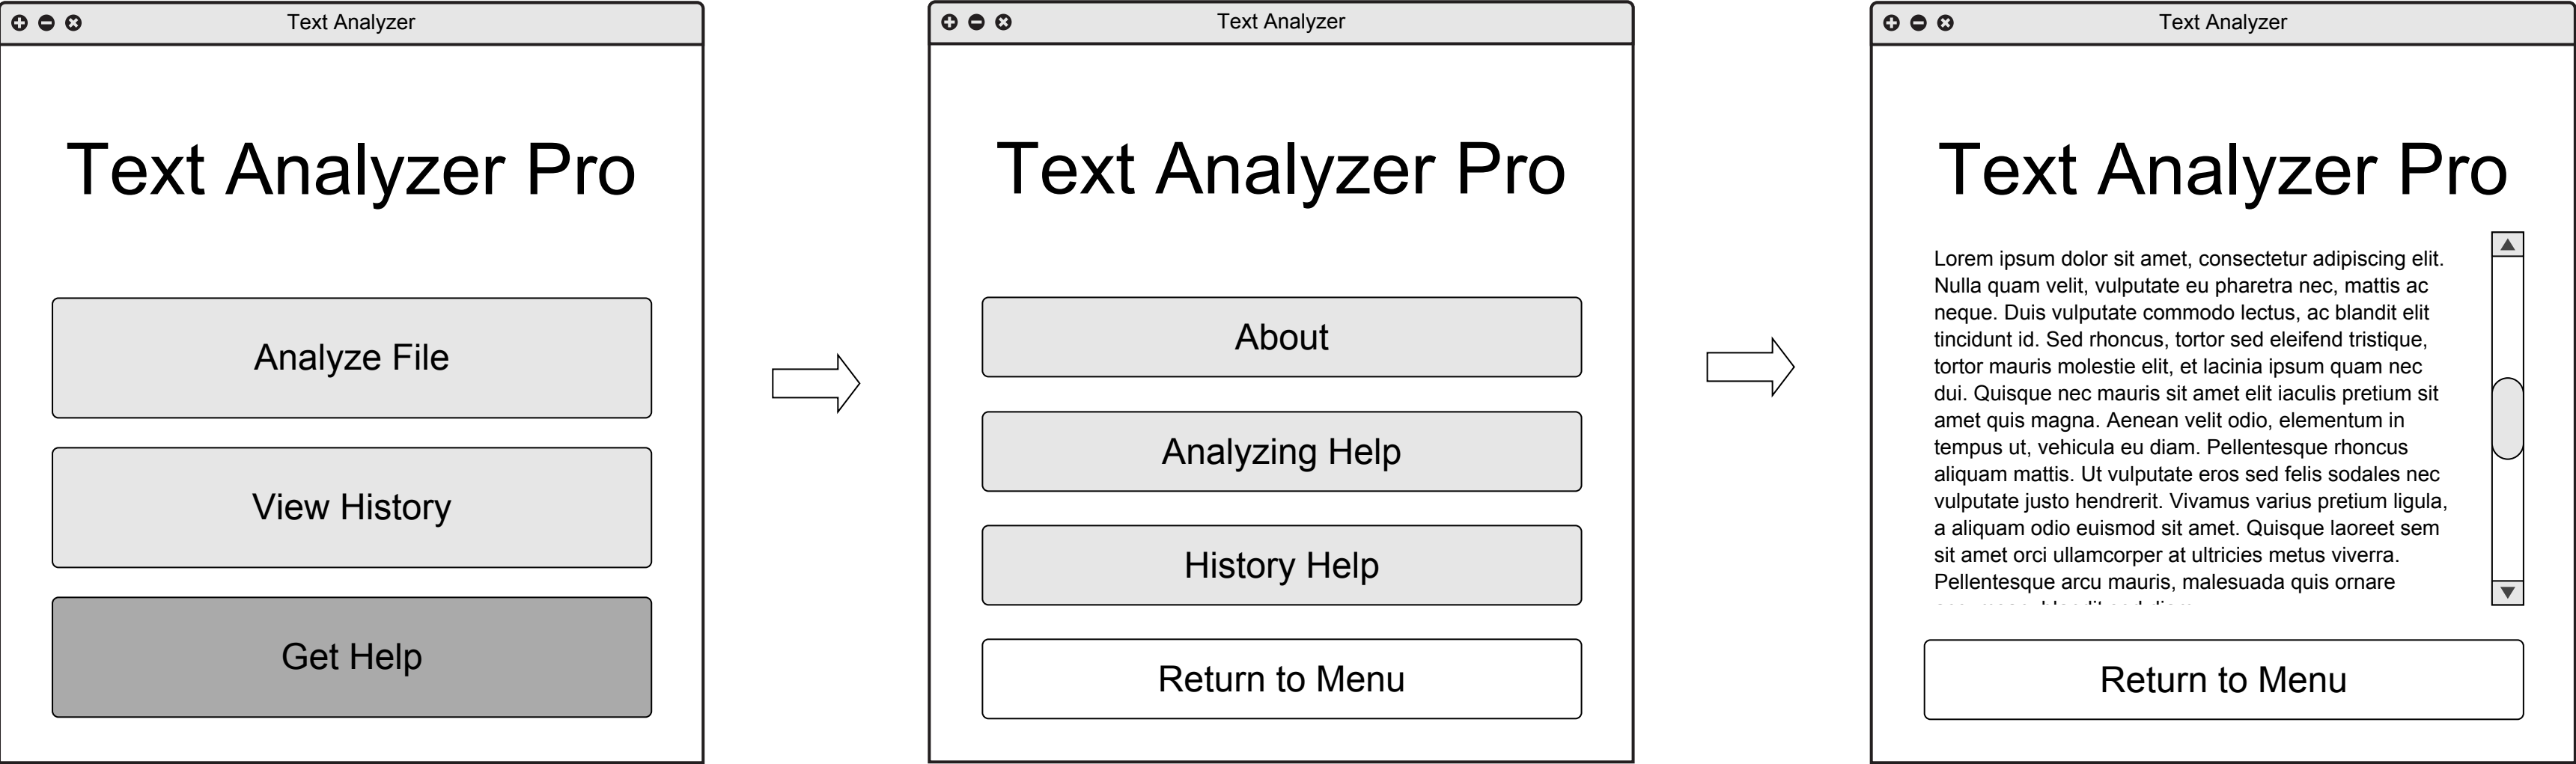 Text Analyzer
Text Analyzer Pro
Analyze File
View History
Get Help
Text Analyzer
Text Analyzer Pro
About
Analyzing Help
History Help
Return to Menu
Text Analyzer
Text Analyzer Pro
Lorem ipsum dolor sit amet, consectetur adipiscing elit.
Nulla quam velit, vulputate eu pharetra nec, mattis ac
neque. Duis vulputate commodo lectus, ac blandit elit
tincidunt id. Sed rhoncus, tortor sed eleifend tristique,
tortor mauris molestie elit, et lacinia ipsum quam nec
dui. Quisque nec mauris sit amet elit iaculis pretium sit
amet quis magna. Aenean velit odio, elementum in
tempus ut, vehicula eu diam. Pellentesque rhoncus
aliquam mattis. Ut vulputate eros sed felis sodales nec
vulputate justo hendrerit. Vivamus varius pretium ligula,
a aliquam odio euismod sit amet. Quisque laoreet sem
sit amet orci ullamcorper at ultricies metus viverra.
Pellentesque arcu mauris, malesuada quis ornare
Return to Menu